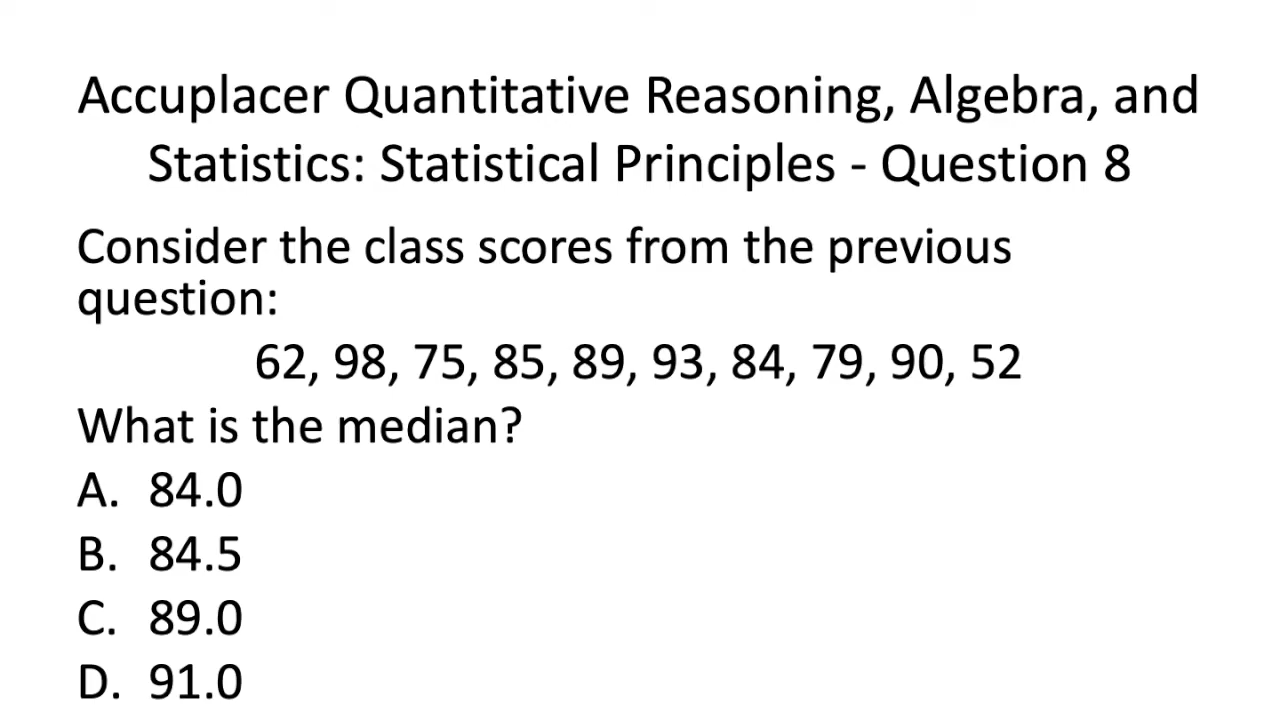 Accuplacer Quantitative Reasoning, Algebra, and
Statistics: Statistical Principles - Question 8
Consider the class scores from the previous
question:
62, 98, 75, 85, 89, 93, 84, 79, 90, 52
What is the median?
A. 84.0
B. 84.5
C. 89.0
D. 91.0